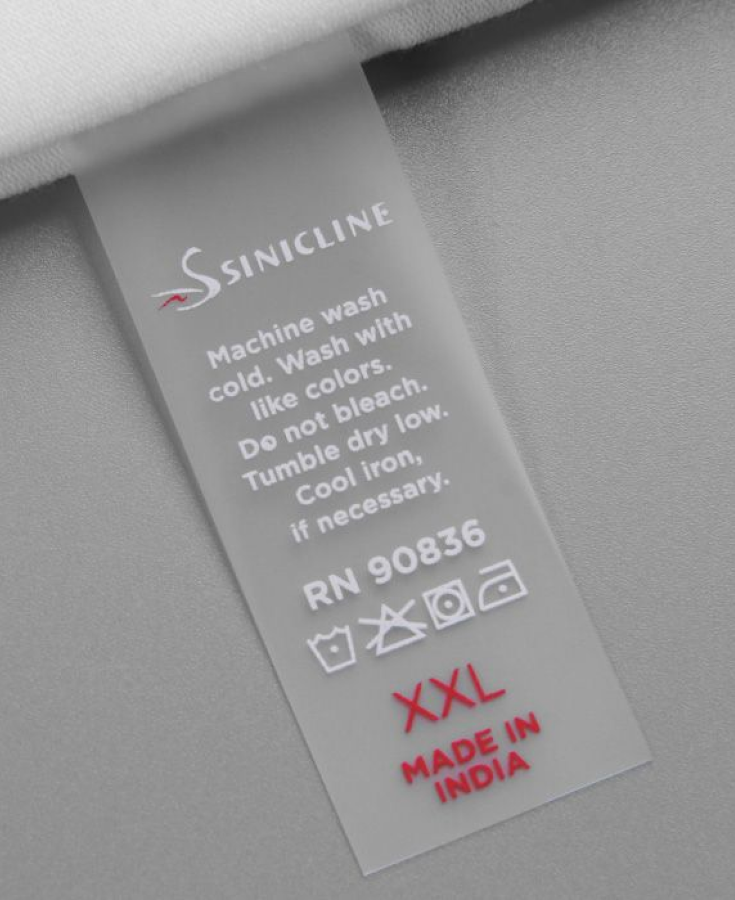 SINICLINE
Machine wash
cold. Wash with
like colors.
Do not bleach.
Tumble dry low.
Cool iron,
if necessary.
RN 90836
XXL
MADE IN
INDIA